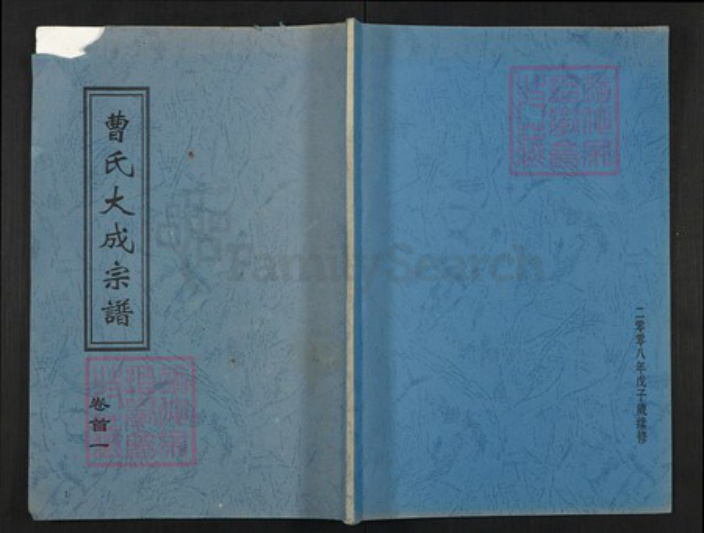 曹氏大成宗譜
卷首一
二零零八年戊子歲續修
FamilySearch